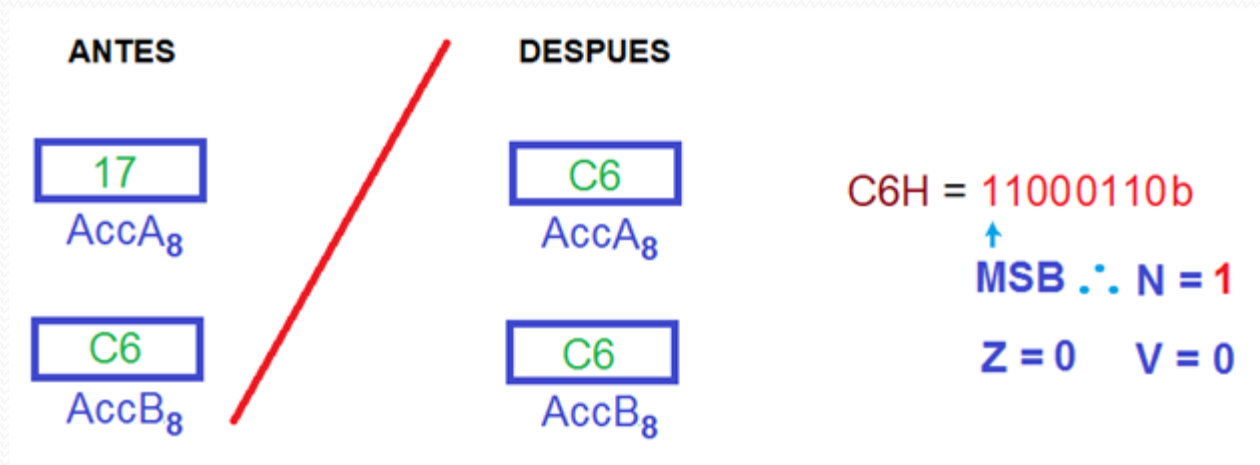 ANTES
DESPUES
17
AccA8
C6
AccB8
C6
AccA8
C6
AccB8
C6H = 11000110b
MSB ∴ N = 1
Z = 0 V = 0